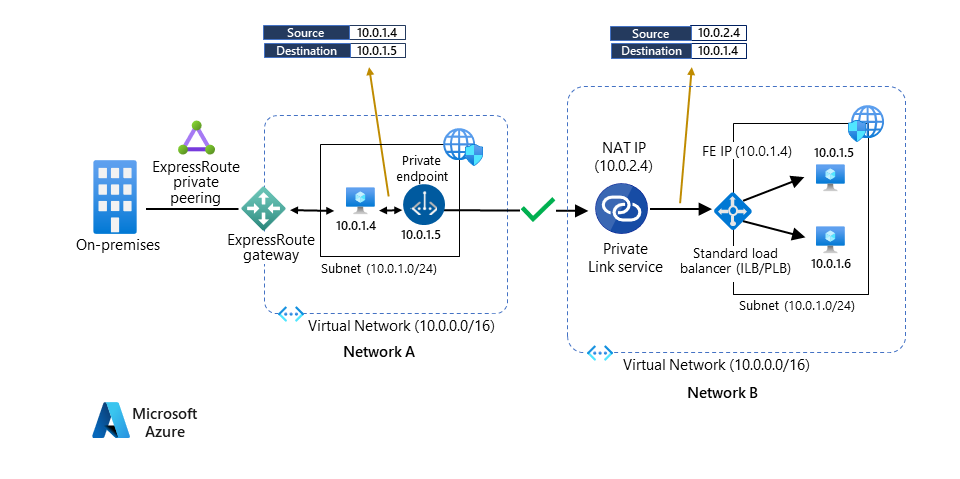 Source 10.0.1.4
Destination 10.0.1.5
Source 10.0.2.4
Destination 10.0.1.4
ExpressRoute
private
peering
On-premises
ExpressRoute
gateway
Private
endpoint
10.0.1.4
10.0.1.5
Subnet (10.0.1.0/24)
Virtual Network (10.0.0.0/16)
Network A
NAT IP
(10.0.2.4)
Private
Link service
FE IP (10.0.1.4)
10.0.1.5
Standard load
balancer (ILB/PLB)
10.0.1.6
Subnet (10.0.1.0/24)
Virtual Network (10.0.0.0/16)
Network B
Microsoft
Azure